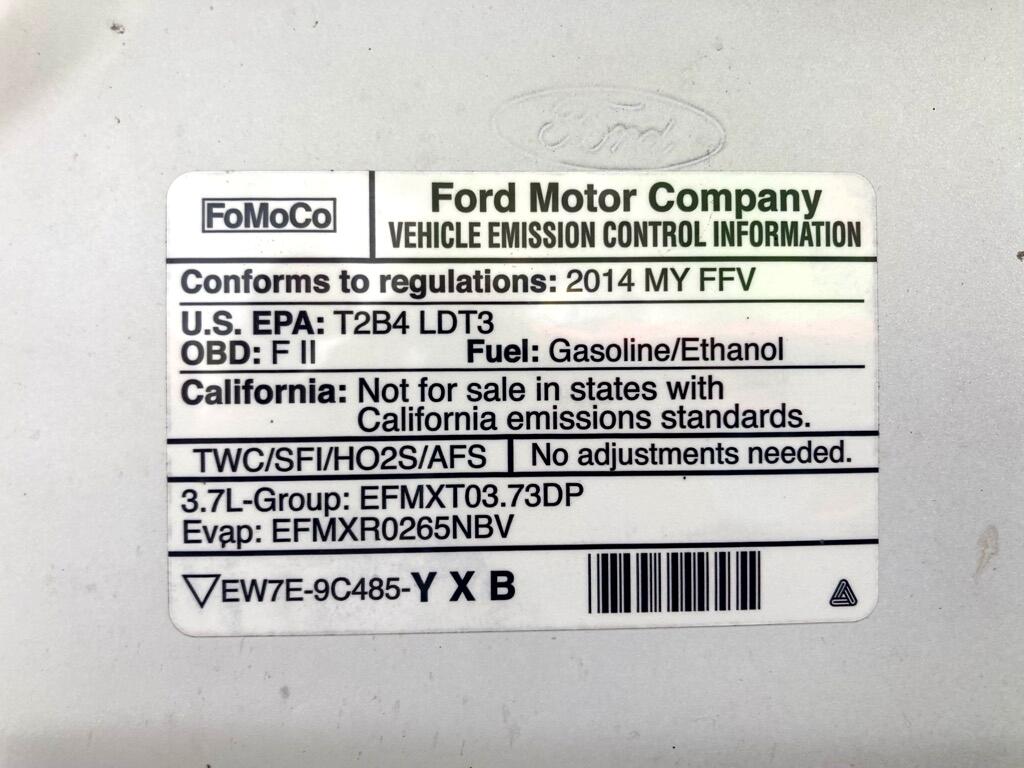 Ford
FoMoCo
Ford Motor Company
VEHICLE EMISSION CONTROL INFORMATION
Conforms to regulations: 2014 MY FFV
U.S. EPA: T2B4 LDT3
OBD: F II Fuel: Gasoline/Ethanol
California: Not for sale in states with
California emissions standards.
TWC/SFI/HO2S/AFS No adjustments needed.
3.7L-Group: EFMXT03.73DP
Evap: EFMXR0265NBV
EW7E-9C485-Y X B